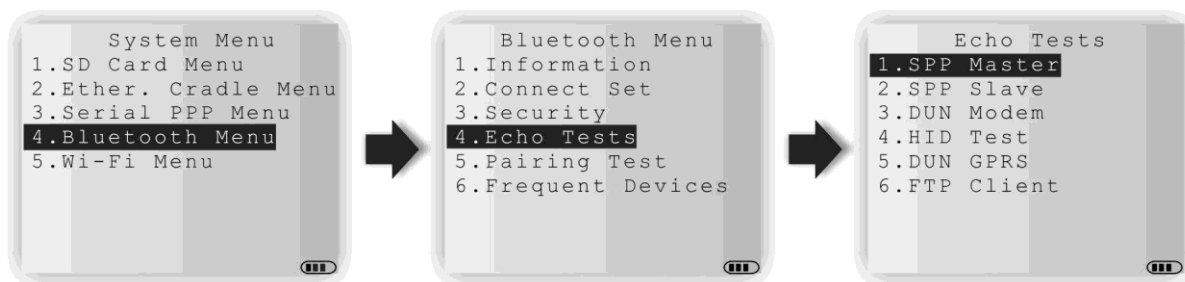 System Menu
1.SD Card Menu
2.Ether. Cradle Menu
3.Serial PPP Menu
4.Bluetooth Menu
5.Wi-Fi Menu
Bluetooth Menu
1.Information
2.Connect Set
3.Security
4.Echo Tests
5.Pairing Test
6.Frequent Devices
Echo Tests
1.SPP Master
2.SPP Slave
3.DUN Modem
4.HID Test
5.DUN GPRS
6.FTP Client